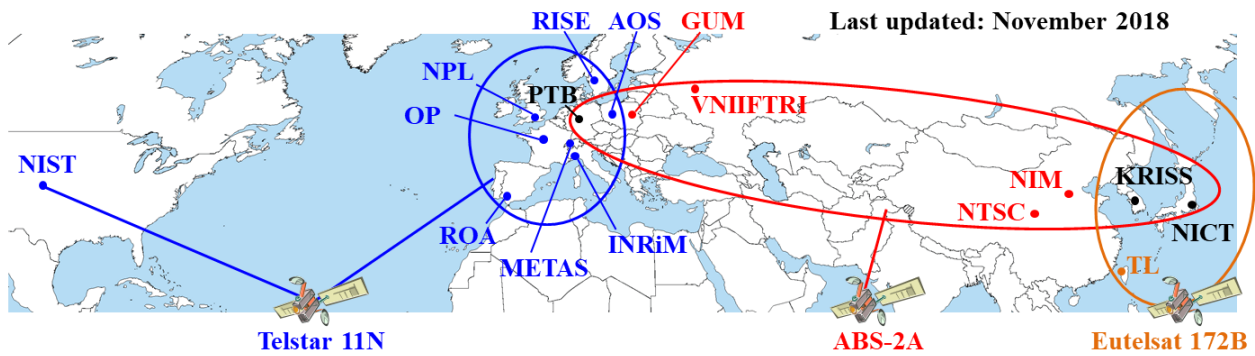 RISE AOS GUM Last updated: November 2018
NPL
PTB
VNIIFTRI
OP
NIST
NIM
KRISS
NTSC
ROA
INRiM
NICT
METAS
TL
Telstar 11N
ABS-2A
Eutelsat 172B